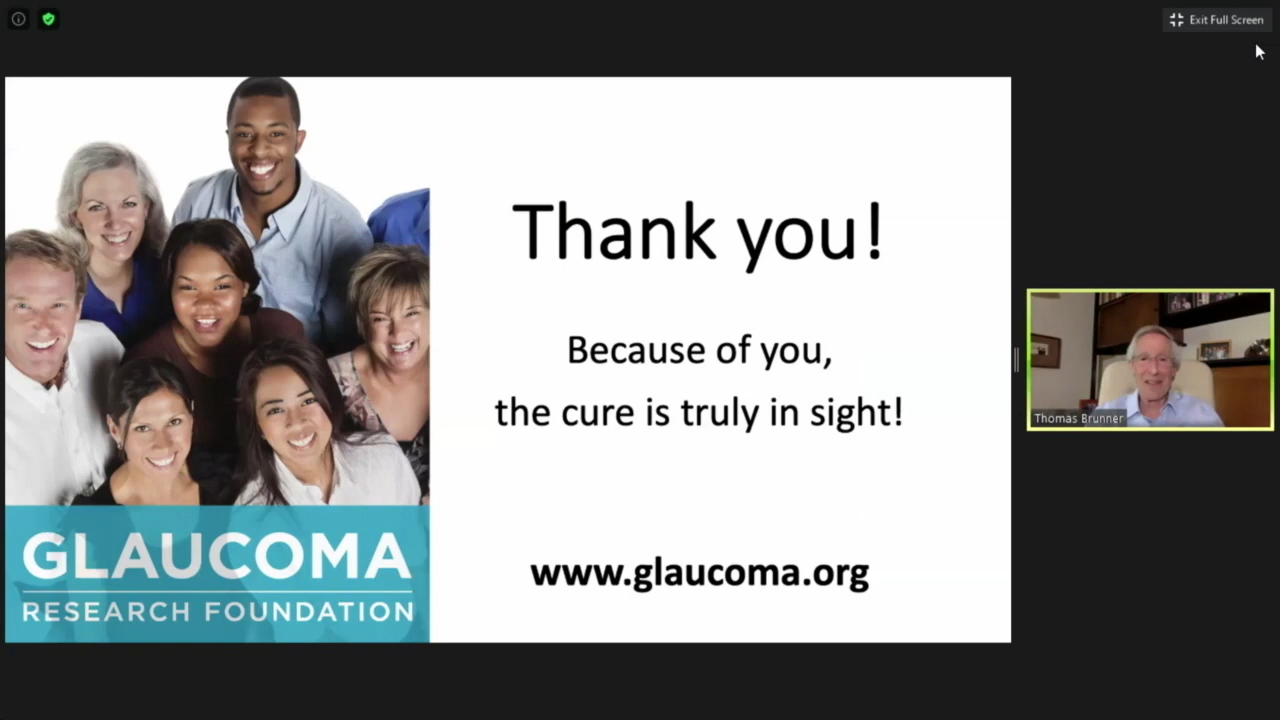 Exit Full Screen
Thank you!
Because of you,
the cure is truly in sight!
www.glaucoma.org
GLAUCOMA
RESEARCH FOUNDATION
Thomas Brunner